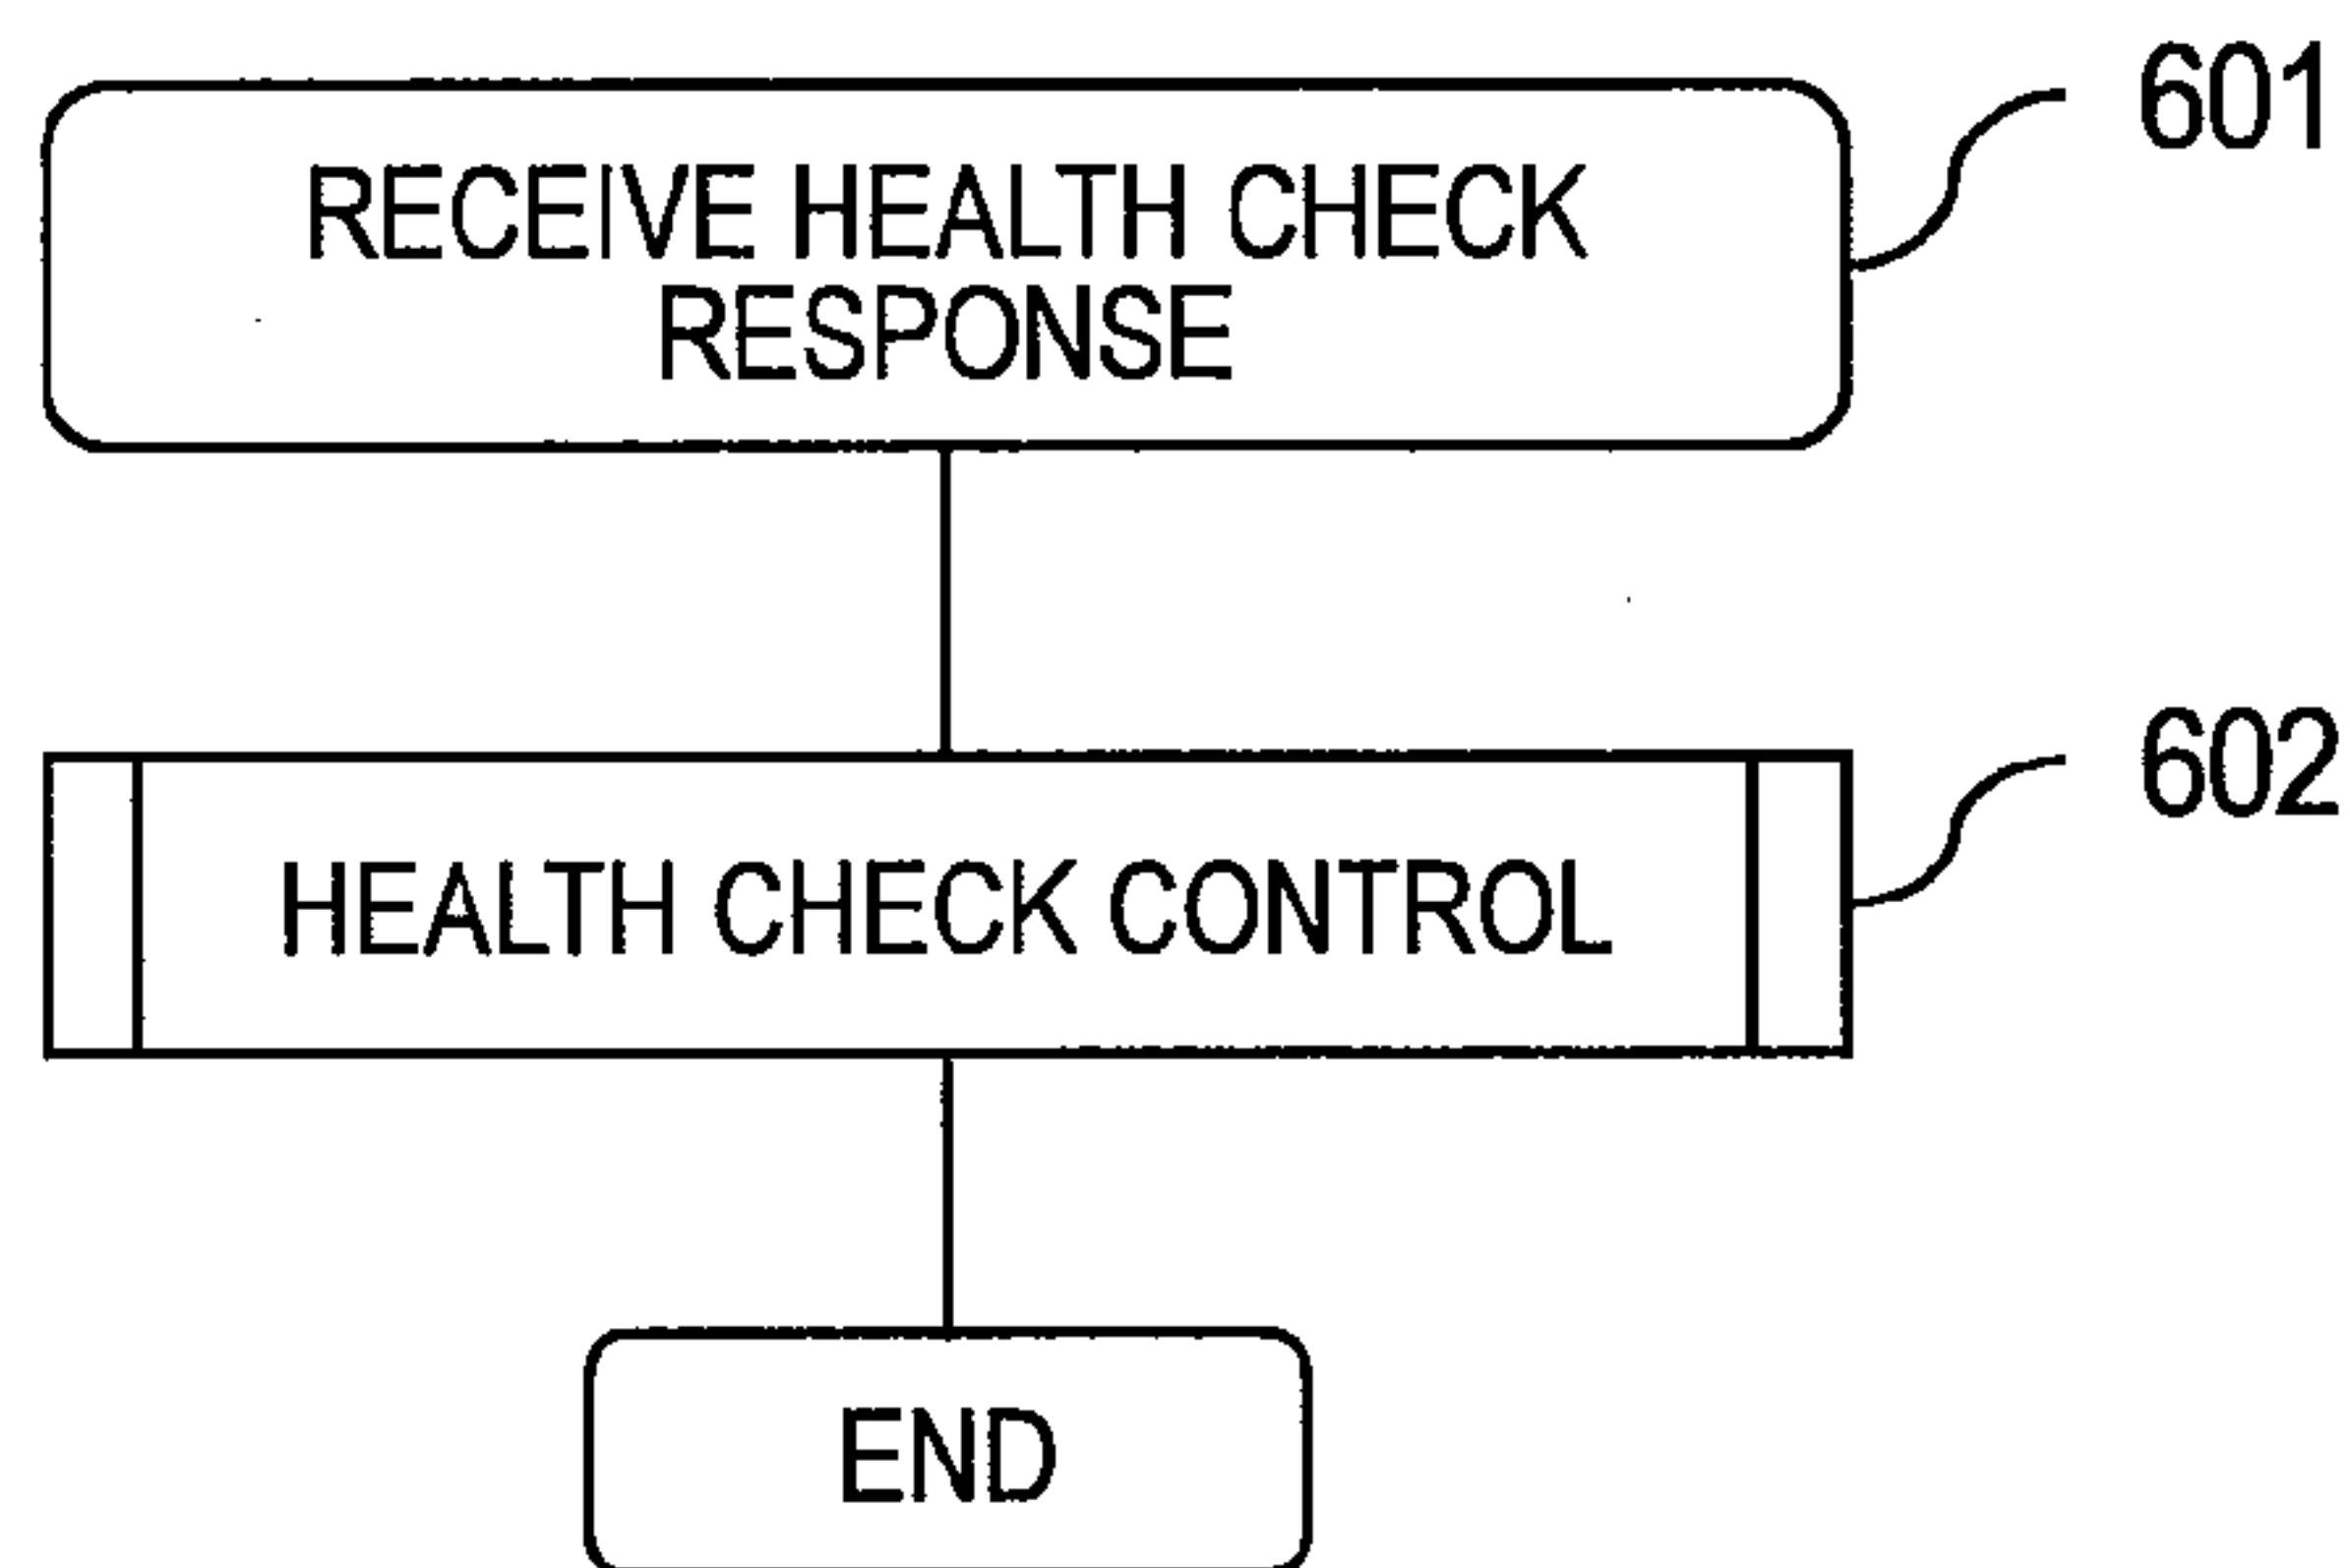 601
RECEIVE HEALTH CHECK
RESPONSE
602
HEALTH CHECK CONTROL
END